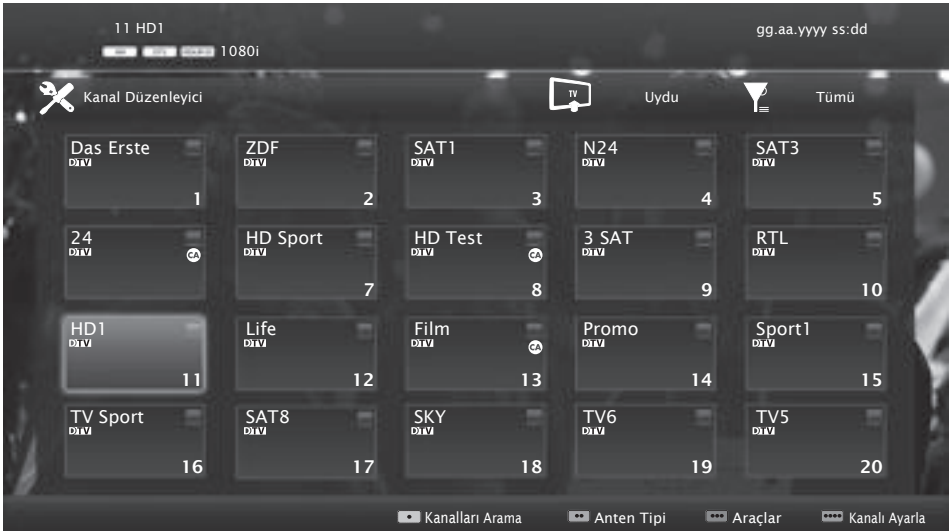 11 HD1
gg.aa.yyyy ss:dd
1080i
Kanal Düzenleyici
TV
Uydu
Tümü
Das Erste
DTV
1
ZDF
DTV
2
SAT1
DTV
3
N24
DTV
4
SAT3
DTV
5
24
DTV
CA
HD Sport
DTV
7
HD Test
DTV
CA
8
3 SAT
DTV
9
RTL
DTV
10
HD1
DTV
11
Life
DTV
12
Film
DTV
CA
13
Promo
DTV
14
Sport1
DTV
15
TV Sport
DTV
16
SAT8
DTV
17
SKY
DTV
18
TV6
DTV
19
TV5
DTV
20
Kanalları Arama
Anten Tipi
Araçlar
Kanalı Ayarla